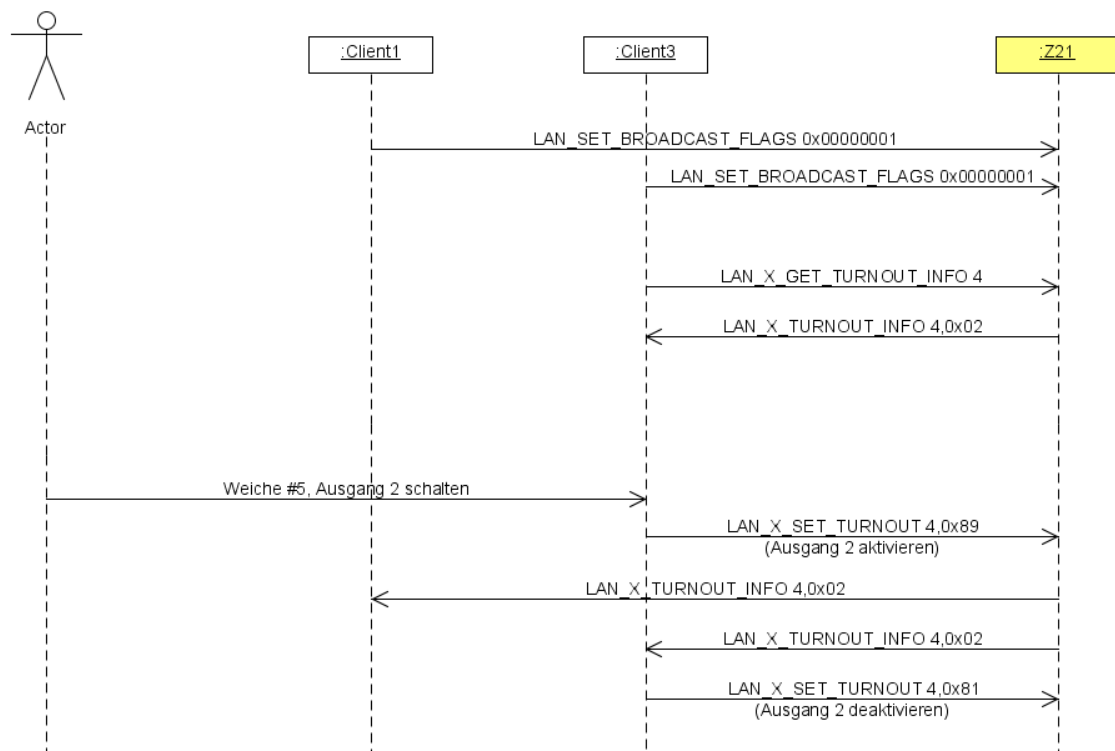 :Client1
:Client3
:Z21
Actor
LAN_SET_BROADCAST_FLAGS 0x00000001
LAN_SET_BROADCAST_FLAGS 0x00000001
LAN_X_GET_TURNOUT_INFO 4
LAN_X_TURNOUT_INFO 4,0x02
Weiche #5, Ausgang 2 schalten
LAN_X_SET_TURNOUT 4,0x89
(Ausgang 2 aktivieren)
LAN_X_TURNOUT_INFO 4,0x02
LAN_X_TURNOUT_INFO 4,0x02
LAN_X_SET_TURNOUT 4,0x81
(Ausgang 2 deaktivieren)